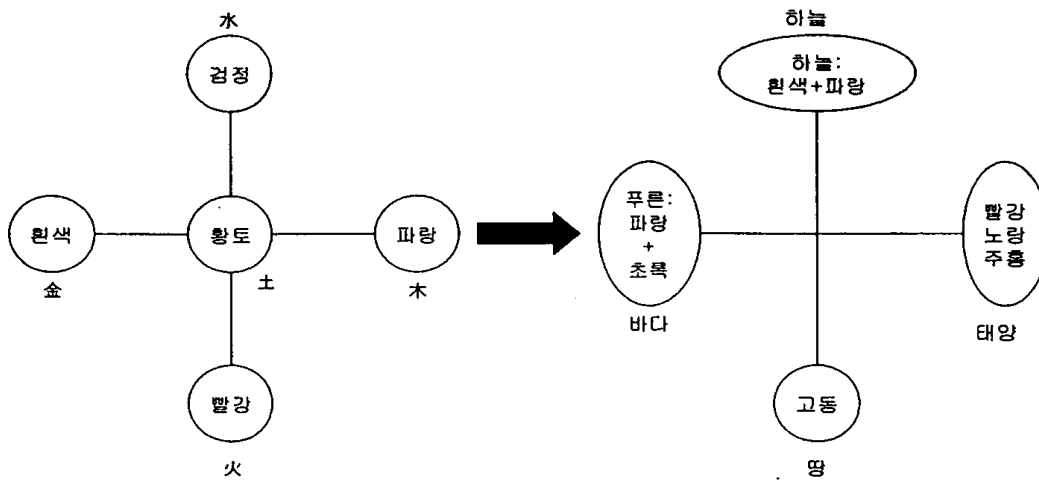 水
검정
흰색
金
황토
土
파랑
木
빨강
火
하늘
하늘:
흰색+파랑
푸른:
파랑
+
초록
바다
빨강
노랑
주홍
태양
고동
땅